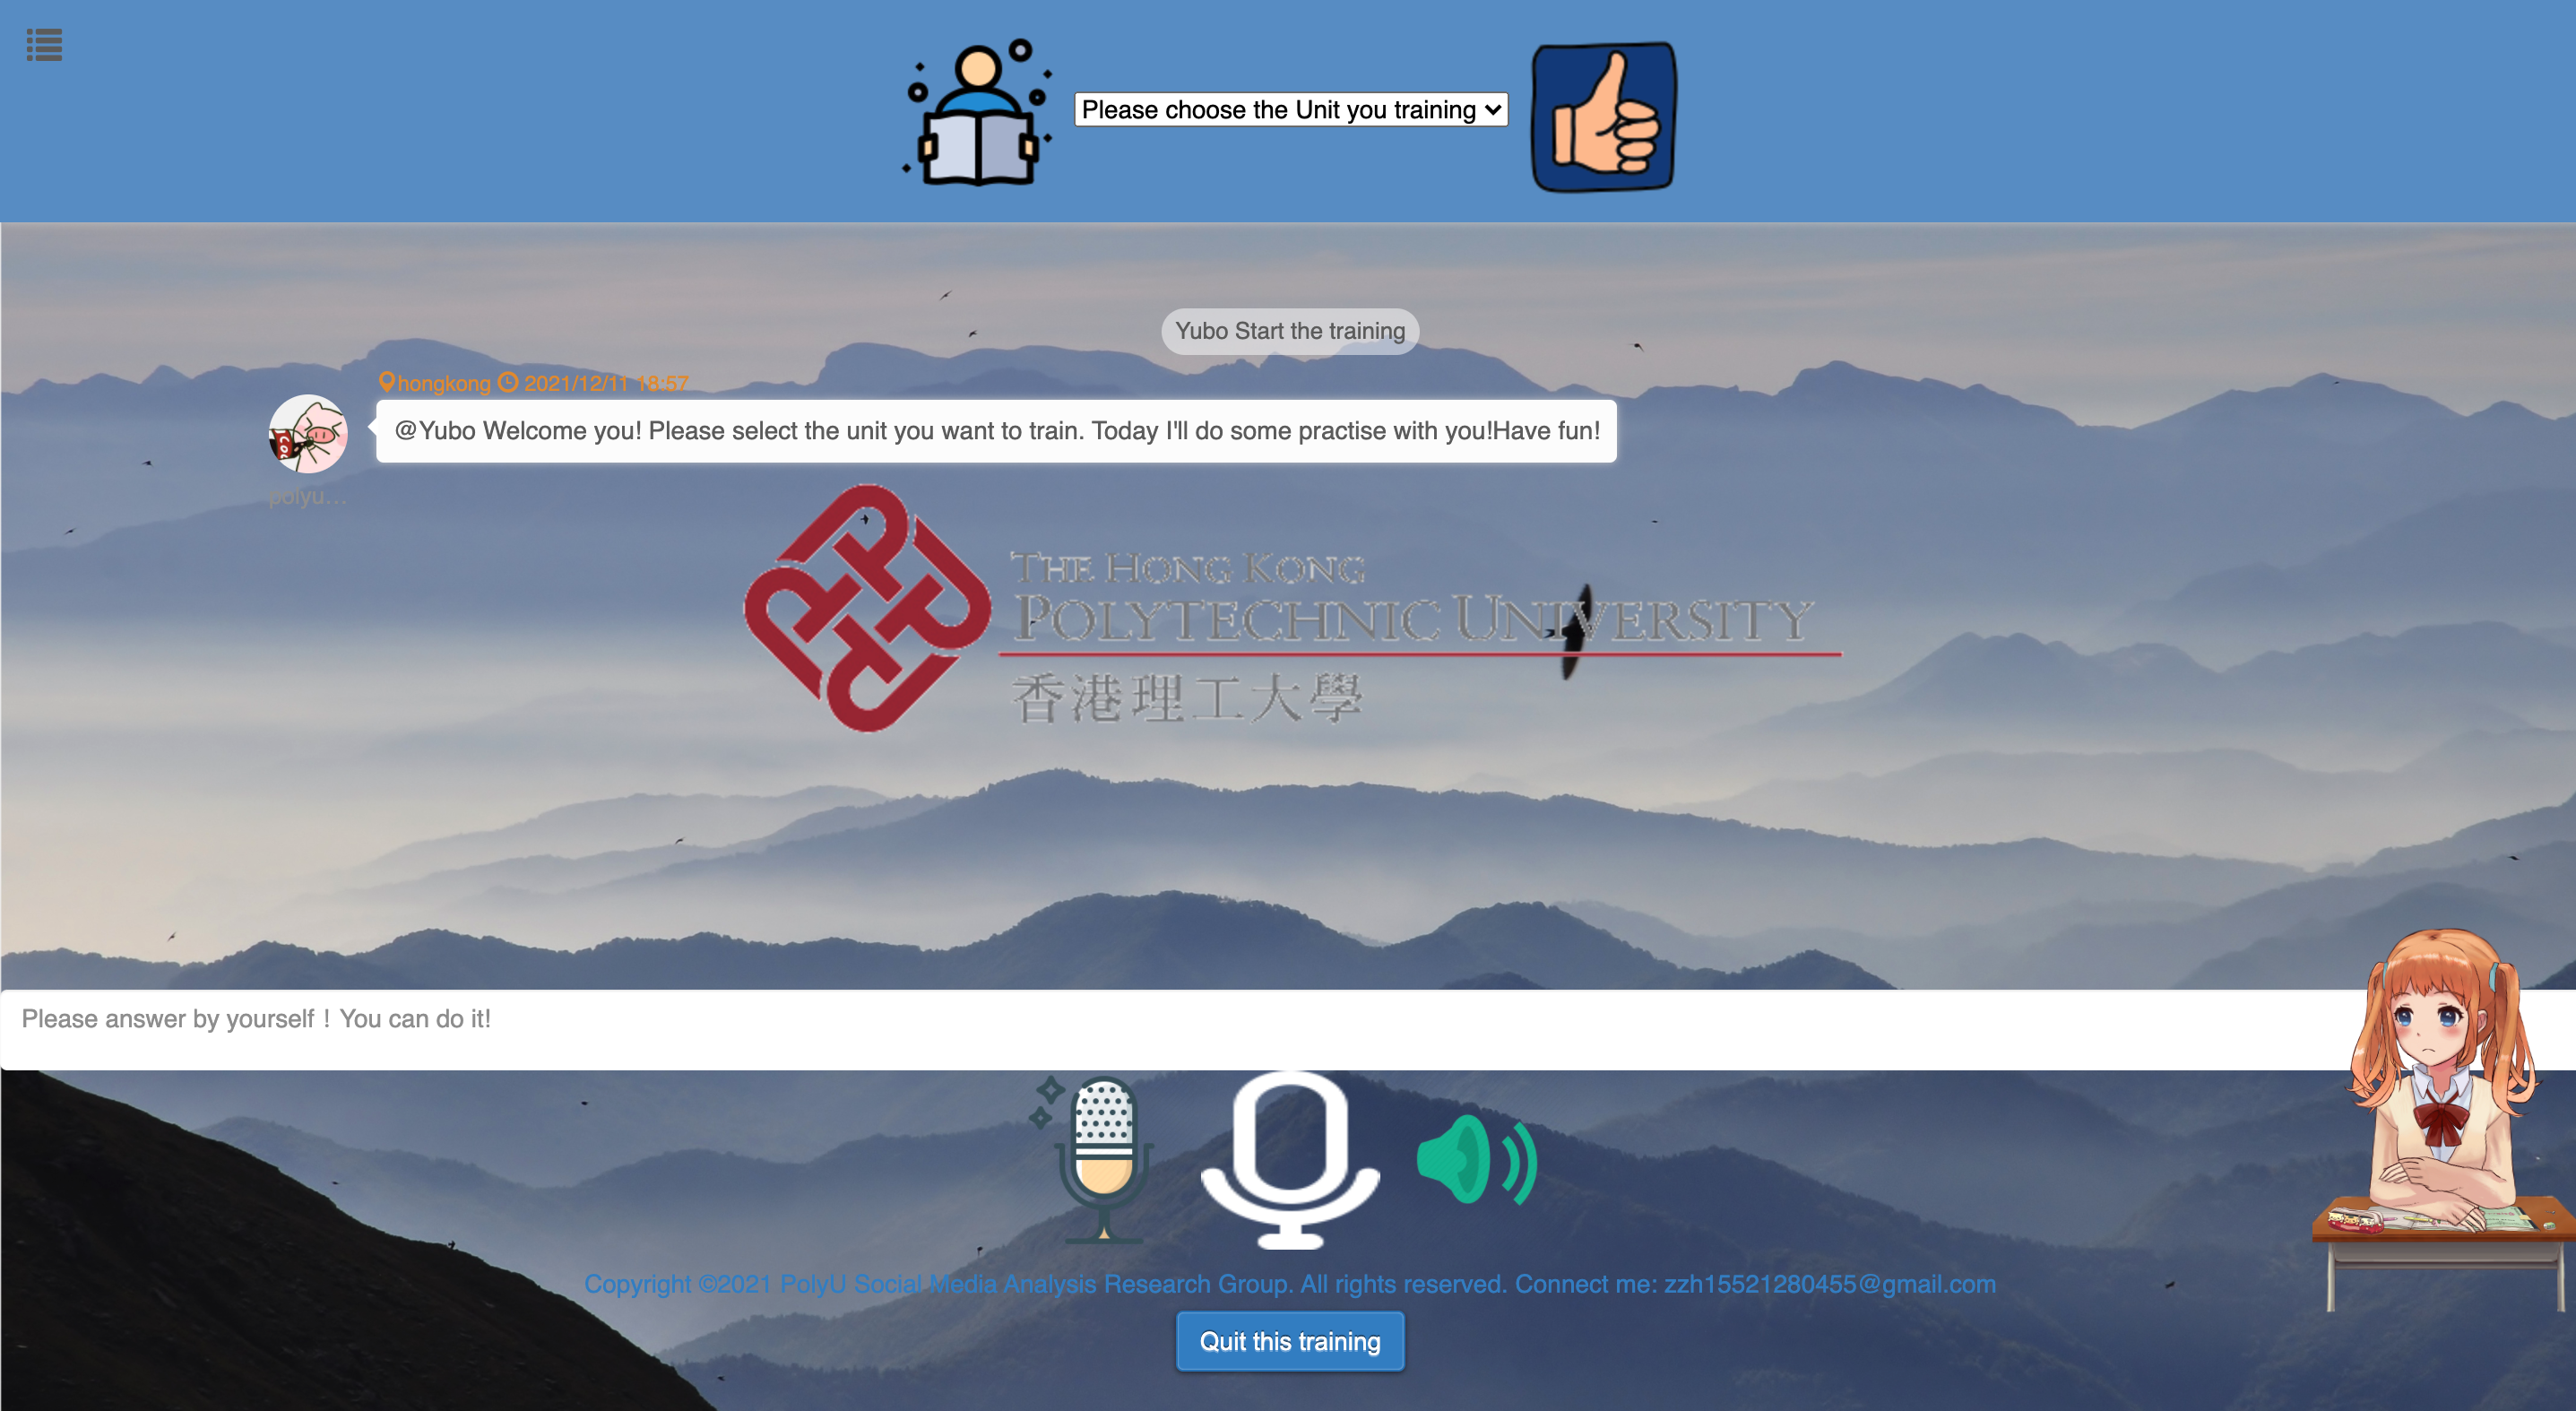 Please choose the Unit you training
Yubo Start the training
hongkong 2021/12/11 18:57
@Yubo Welcome you! Please select the unit you want to train. Today I'll do some practise with you!Have fun!
polyu...
THE HONG KONG
POLYTECHNIC UNIVERSITY
香港理工大學
Please answer by yourself！You can do it!
Copyright ©2021 PolyU Social Media Analysis Research Group. All rights reserved. Connect me: zzh15521280455@gmail.com
Quit this training